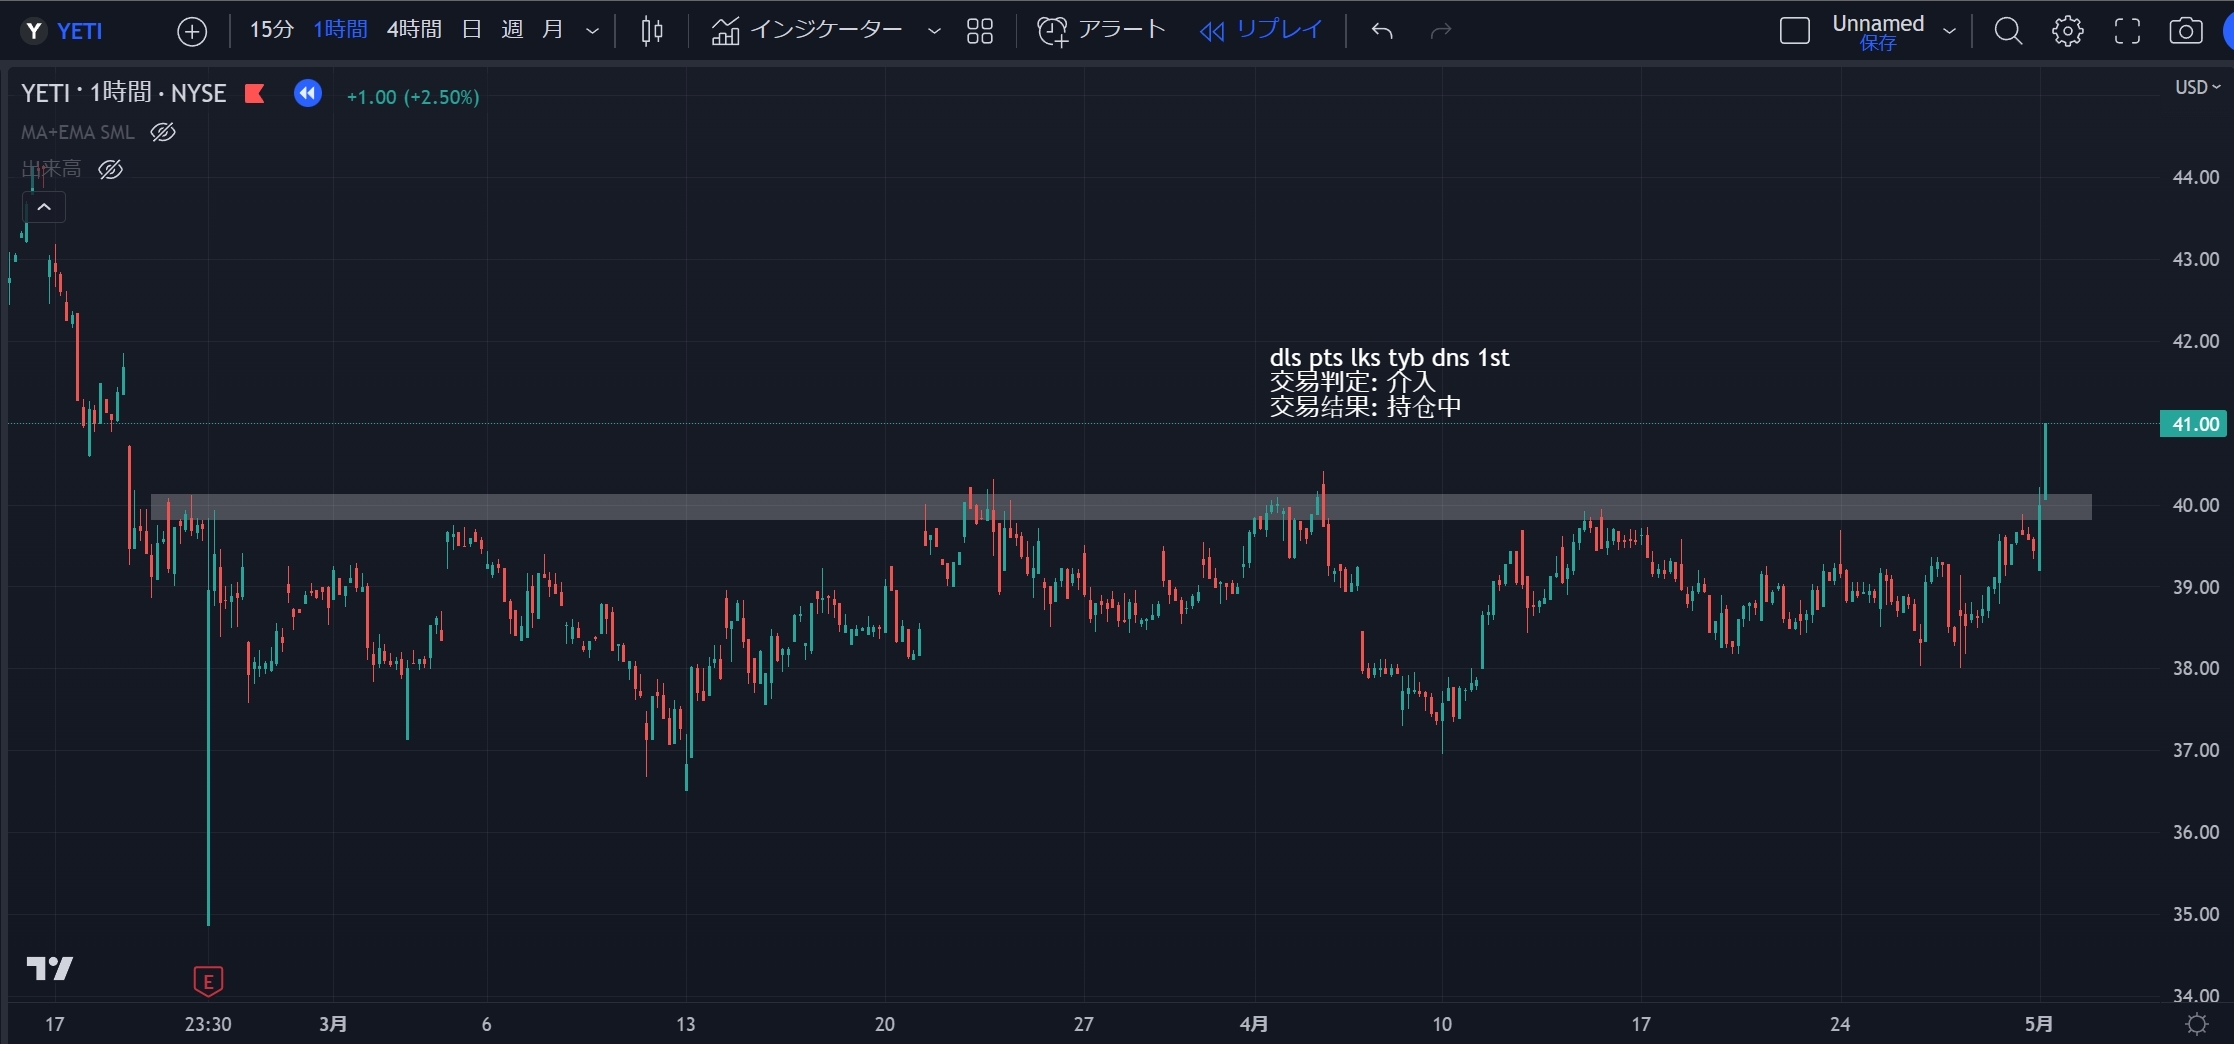 Y YETI 15分 1時間 4時間 日 週 月 インジケーター アラート リプレイ Unnamed
保存
YETI · 1時間 · NYSE +1.00 (+2.50%) USD
MA+EMA SML
出来高
44.00
43.00
42.00
dls pts lks tyb dns 1st
交易判定: 介入
交易结果: 持仓中
41.00
40.00
39.00
38.00
37.00
36.00
35.00
E
34.00
17 23:30 3月 6 13 20 27 4月 10 17 24 5月